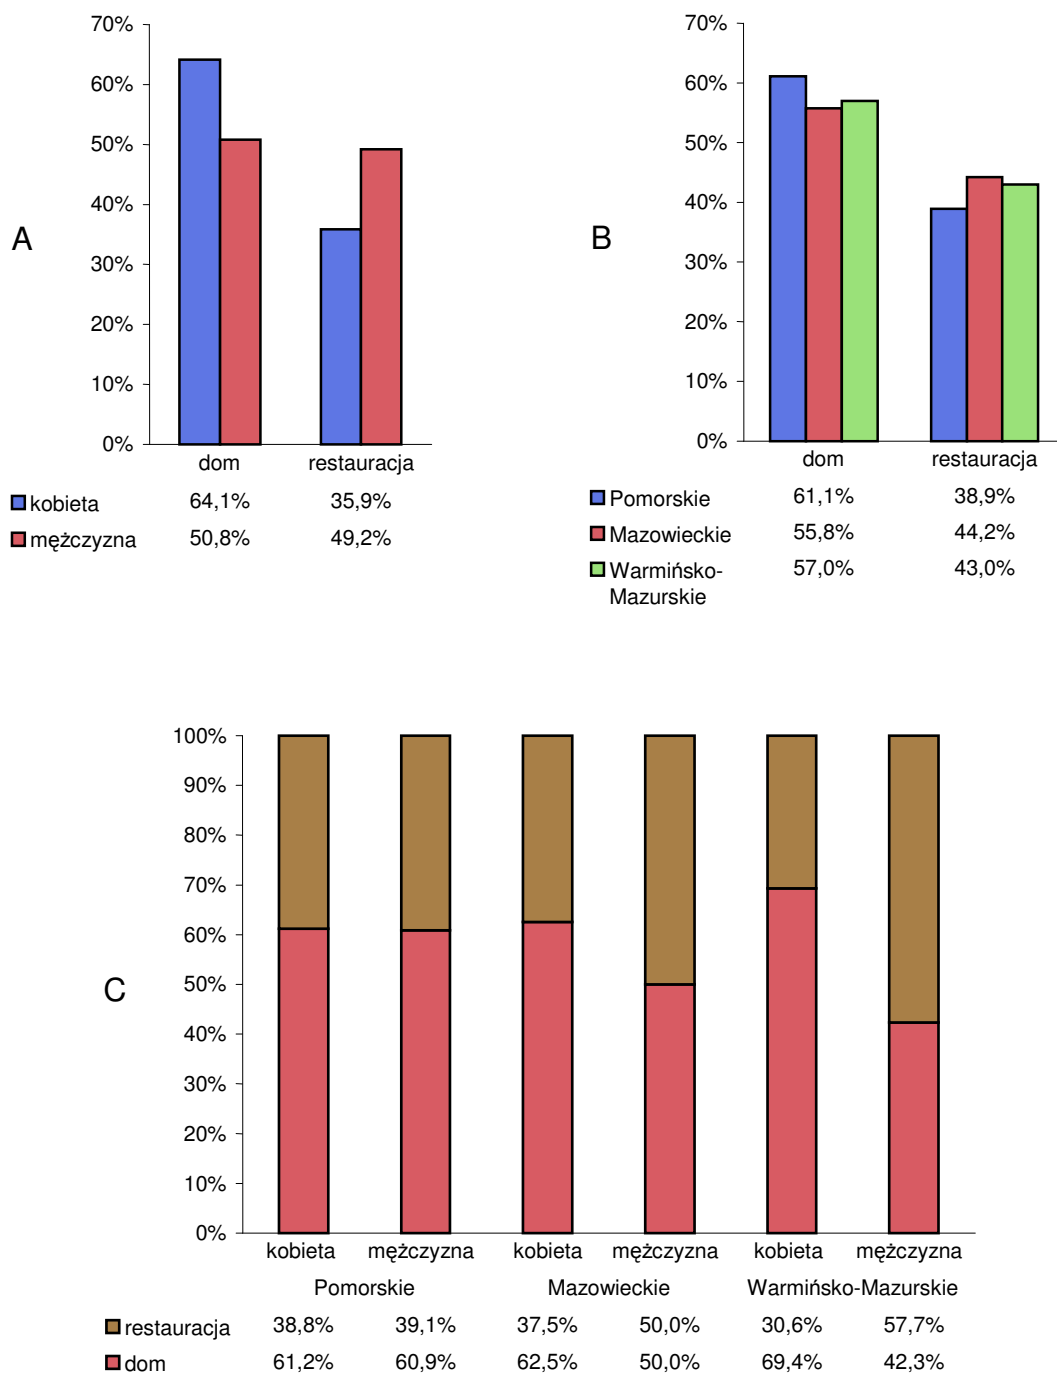 70%
60%
50%
40%
30%
20%
10%
0%
A
dom restauracja
kobieta 64,1% 35,9%
mężczyzna 50,8% 49,2%
70%
60%
50%
40%
30%
20%
10%
0%
B
dom restauracja
Pomorskie 61,1% 38,9%
Mazowieckie 55,8% 44,2%
Warmińsko- 57,0% 43,0%
Mazurskie
100%
90%
80%
70%
60%
50%
40%
30%
20%
10%
0%
C
kobieta mężczyzna kobieta mężczyzna kobieta mężczyzna
Pomorskie Mazowieckie Warmińsko-Mazurskie
restauracja 38,8% 39,1% 37,5% 50,0% 30,6% 57,7%
dom 61,2% 60,9% 62,5% 50,0% 69,4% 42,3%